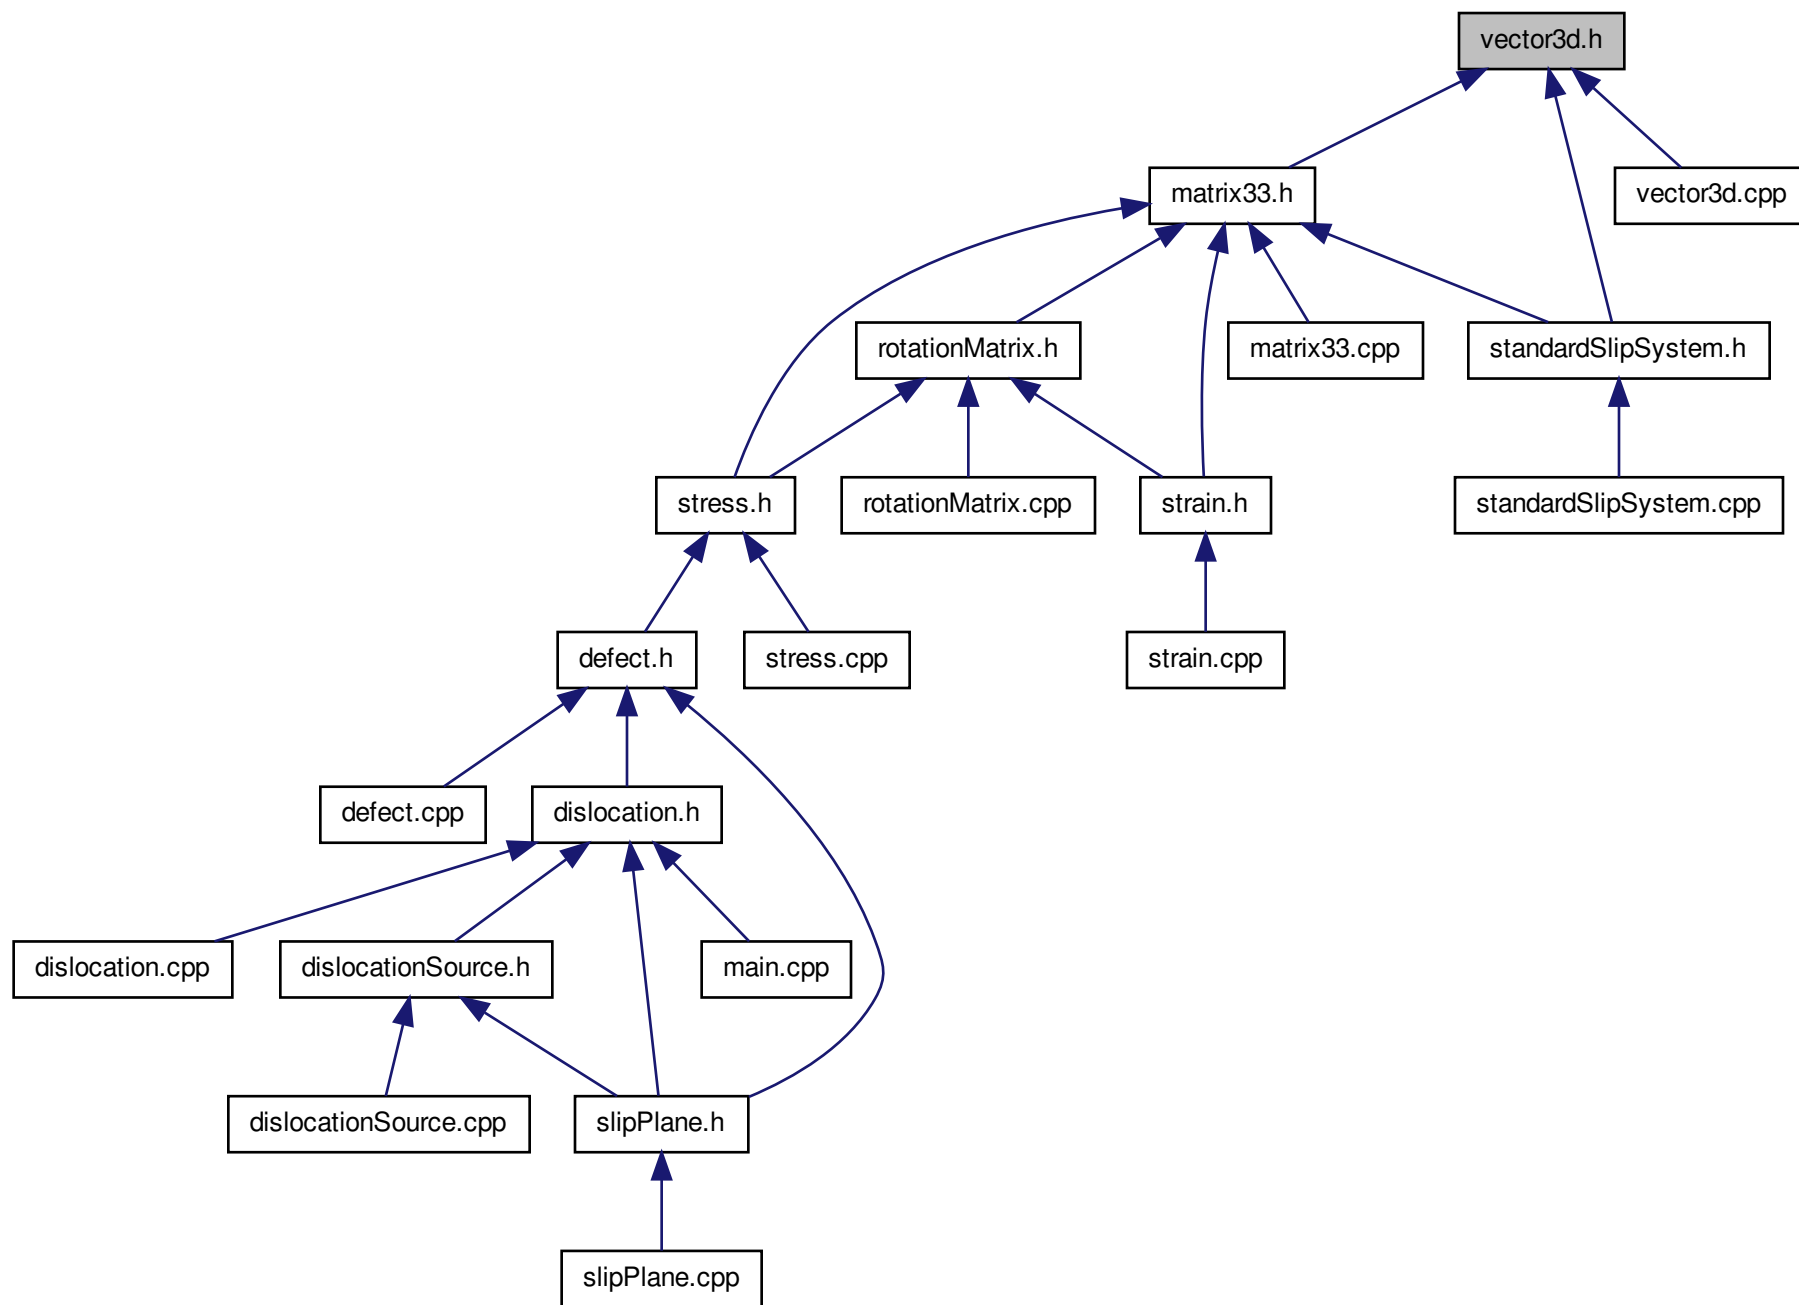 vector3d.h
matrix33.h
vector3d.cpp
rotationMatrix.h
matrix33.cpp
standardSlipSystem.h
stress.h
rotationMatrix.cpp
strain.h
standardSlipSystem.cpp
defect.h
stress.cpp
strain.cpp
defect.cpp
dislocation.h
dislocation.cpp
dislocationSource.h
main.cpp
dislocationSource.cpp
slipPlane.h
slipPlane.cpp